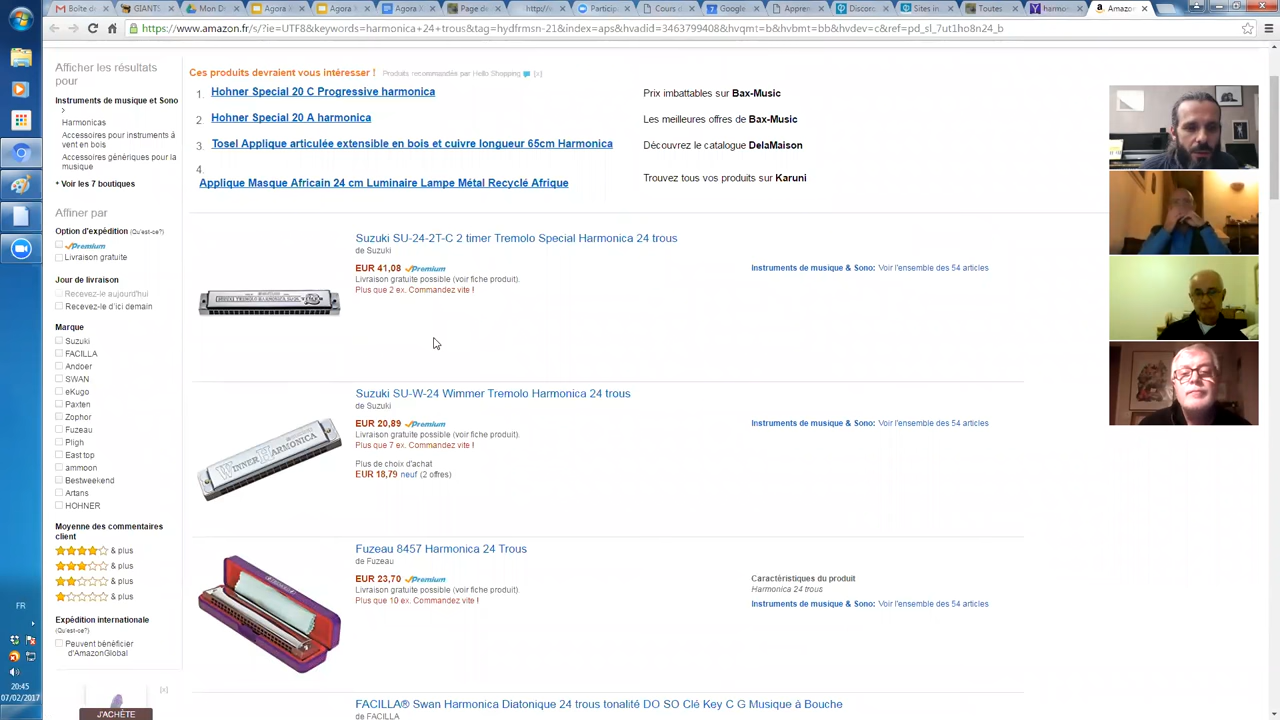 Boîte de
GIANTS
Mon Dr
Agora k
Agora k
Agora A
Page de
http://
Particip
Cours d
Google
Appren
Discord
Sites in
Toutes
harmo
Amazo
https://www.amazon.fr/s/?ie=UTF8&keywords=harmonica+24+trous&tag=hydfrmsn-21&index=aps&hvadid=3463799408&hvqmt=b&hvbmt=bb&hvdev=c&ref=pd_sl_7ut1ho8n24_b
Afficher les résultats
pour
Instruments de musique et Sono
>
Harmonicas
Accessoires pour instruments à
vent en bois
Accessoires génériques pour la
musique
+ Voir les 7 boutiques
Affiner par
Option d'expédition (Qu'est-ce?)
Premium
Livraison gratuite
Jour de livraison
Recevez-le aujourd'hui
Recevez-le d'ici demain
Marque
Suzuki
FACILLA
Andoer
SWAN
eKugo
Paxten
Zophor
Fuzeau
Pligh
East top
ammoon
Bestweekend
Artans
HOHNER
Moyenne des commentaires
client
& plus
& plus
& plus
& plus
Expédition internationale
(Qu'est-ce?)
Peuvent bénéficier
d'AmazonGlobal
[x]
J'ACHÈTE
Ces produits devraient vous intéresser ! Produits recommandés par Hello Shopping [x]
1. Hohner Special 20 C Progressive harmonica Prix imbattables sur Bax-Music
2. Hohner Special 20 A harmonica Les meilleures offres de Bax-Music
3. Tosel Applique articulée extensible en bois et cuivre longueur 65cm Harmonica Découvrez le catalogue DelaMaison
4.
Applique Masque Africain 24 cm Luminaire Lampe Métal Recyclé Afrique Trouvez tous vos produits sur Karuni
Suzuki SU-24-2T-C 2 timer Tremolo Special Harmonica 24 trous
de Suzuki
EUR 41,08 Premium Instruments de musique & Sono: Voir l'ensemble des 54 articles
Livraison gratuite possible (voir fiche produit).
Plus que 2 ex. Commandez vite !
Suzuki SU-W-24 Wimmer Tremolo Harmonica 24 trous
de Suzuki
EUR 20,89 Premium Instruments de musique & Sono: Voir l'ensemble des 54 articles
Livraison gratuite possible (voir fiche produit).
Plus que 7 ex. Commandez vite !
Plus de choix d'achat
EUR 18,79 neuf (2 offres)
Fuzeau 8457 Harmonica 24 Trous
de Fuzeau
EUR 23,70 Premium Caractéristiques du produit
Livraison gratuite possible (voir fiche produit). Harmonica 24 trous
Plus que 10 ex. Commandez vite ! Instruments de musique & Sono: Voir l'ensemble des 54 articles
FACILLA® Swan Harmonica Diatonique 24 trous tonalité DO SO Clé Key C G Musique à Bouche
de FACILLA
FR
20:45
07/02/2017